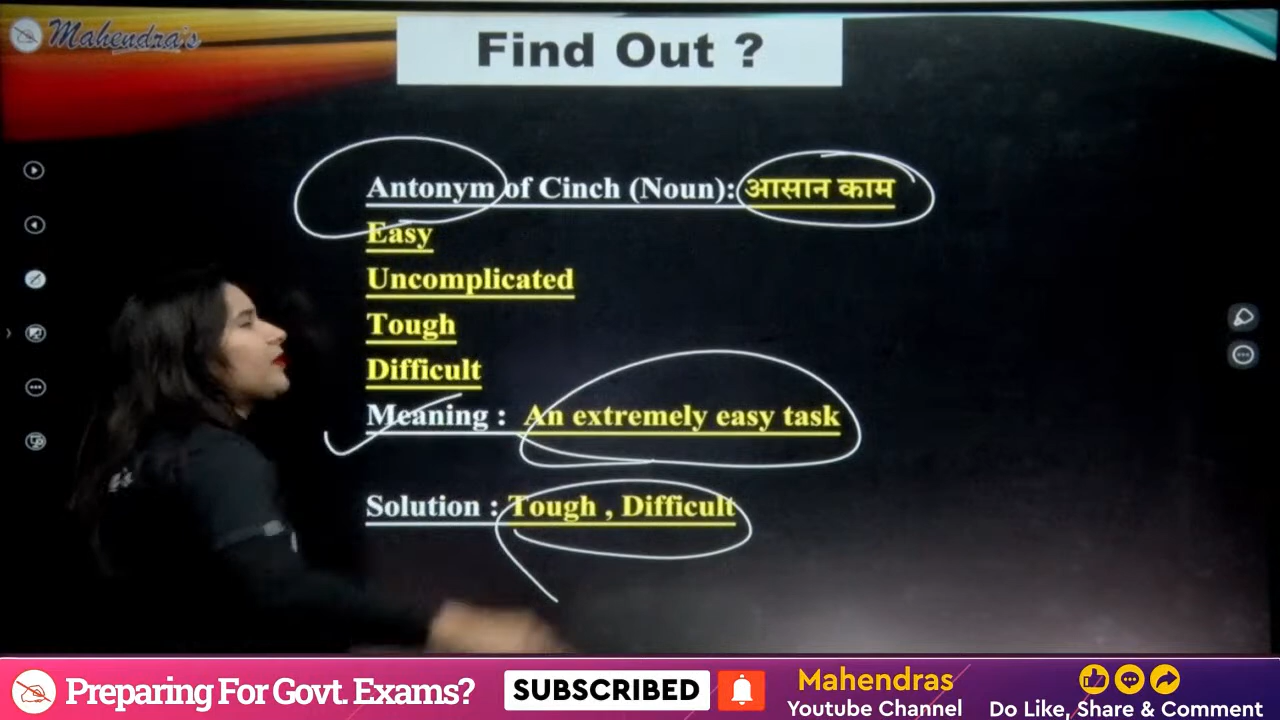 Mahendra's
Find Out ?
Antonym of Cinch (Noun): आसान काम
Easy
Uncomplicated
Tough
Difficult
Meaning : An extremely easy task
Solution : Tough , Difficult
Preparing For Govt. Exams?
SUBSCRIBED
Mahendras
Youtube Channel
Do Like, Share & Comment